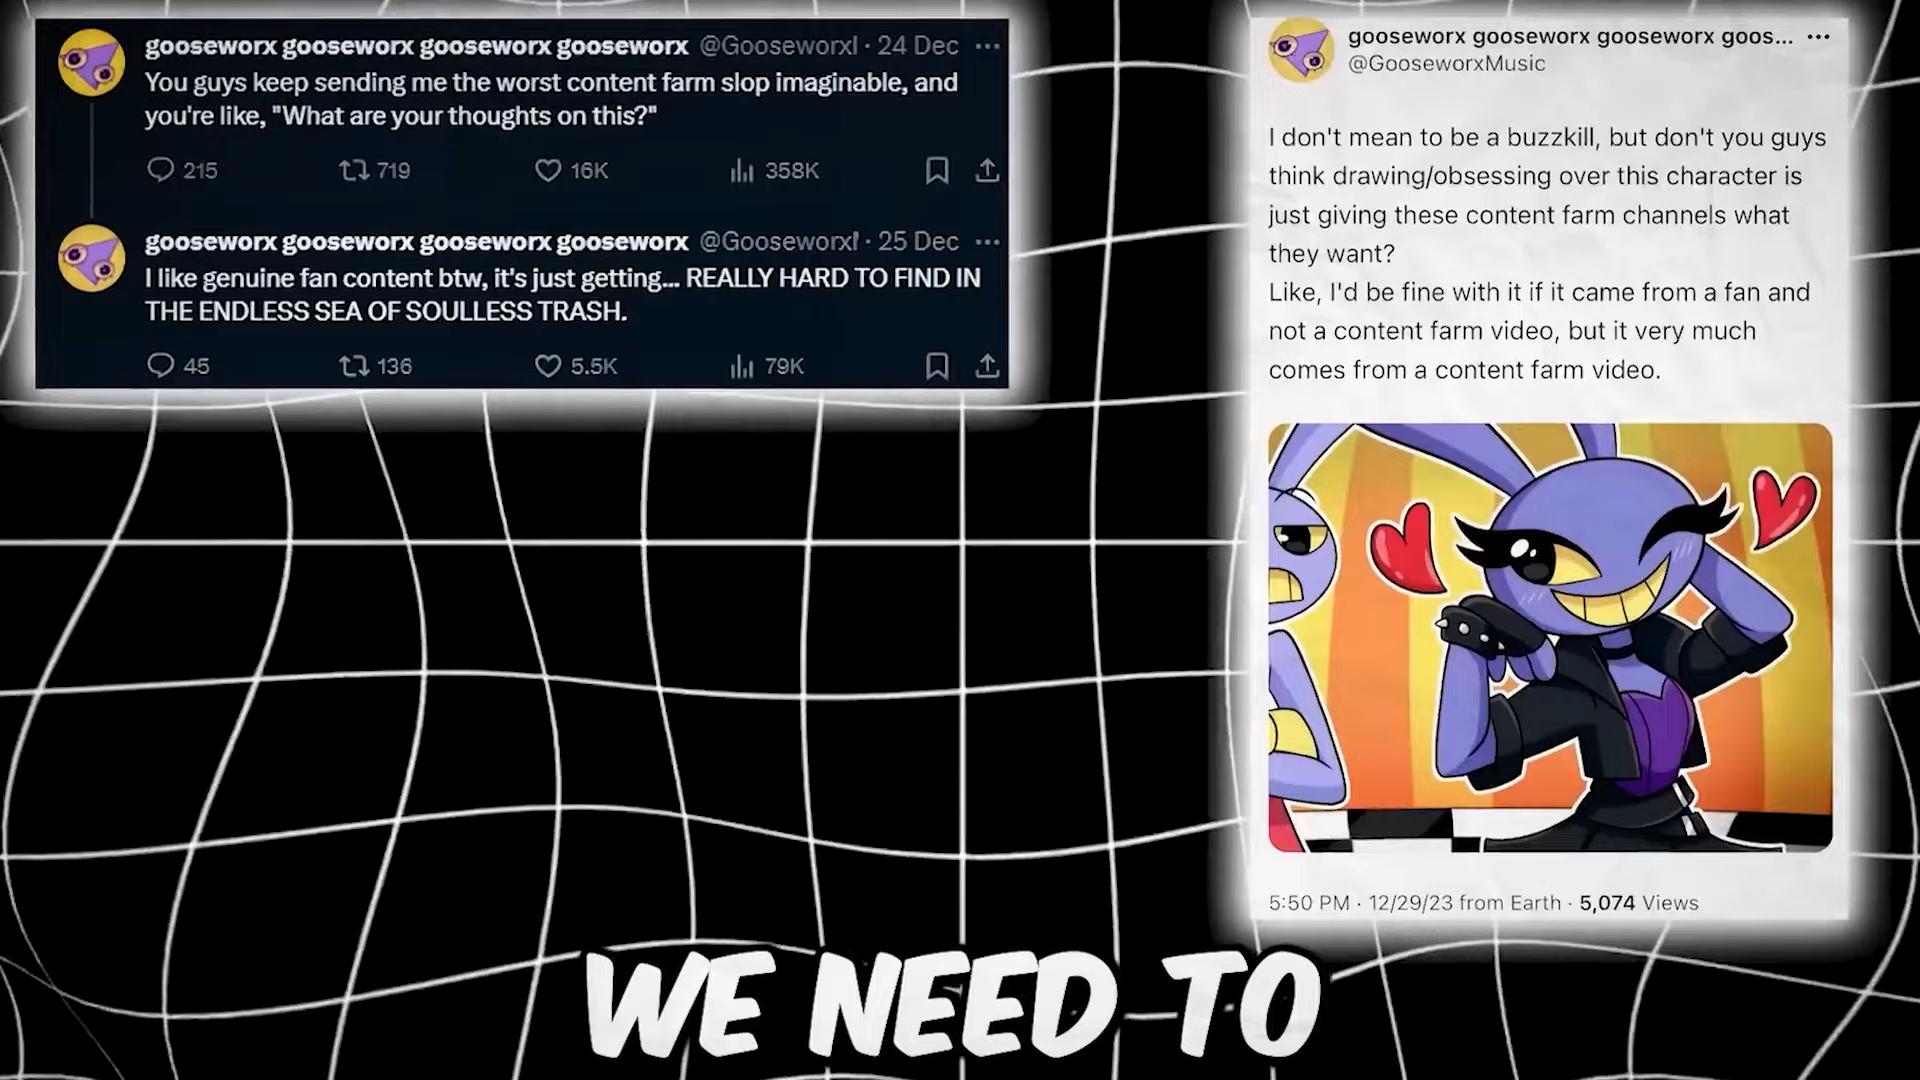 gooseworx gooseworx gooseworx gooseworx @Gooseworxl · 24 Dec ···
You guys keep sending me the worst content farm slop imaginable, and
you're like, "What are your thoughts on this?"
215 719 16K 358K
gooseworx gooseworx gooseworx gooseworx @Gooseworxl · 25 Dec ···
I like genuine fan content btw, it's just getting... REALLY HARD TO FIND IN
THE ENDLESS SEA OF SOULLESS TRASH.
45 136 5.5K 79K
gooseworx gooseworx gooseworx goos... ···
@GooseworxMusic
I don't mean to be a buzzkill, but don't you guys
think drawing/obsessing over this character is
just giving these content farm channels what
they want?
Like, I'd be fine with it if it came from a fan and
not a content farm video, but it very much
comes from a content farm video.
5:50 PM · 12/29/23 from Earth · 5,074 Views
WE NEED TO